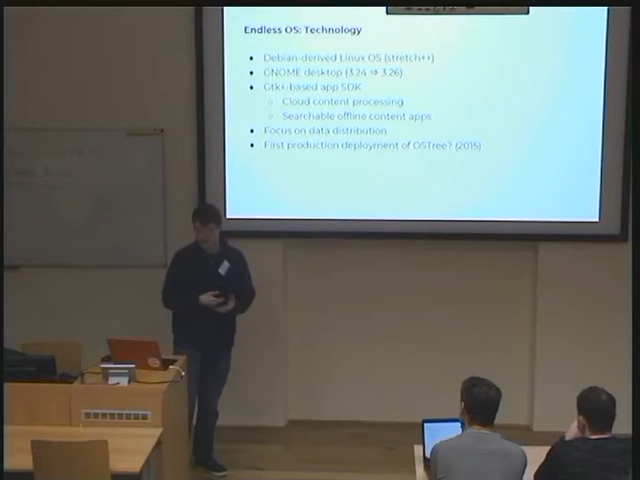 Endless OS: Technology
● Debian-derived Linux OS (stretch++)
● GNOME desktop (3.24 ⇒ 3.26)
● Gtk+-based app SDK
○ Cloud content processing
○ Searchable offline content apps
● Focus on data distribution
● First production deployment of OSTree? (2015)